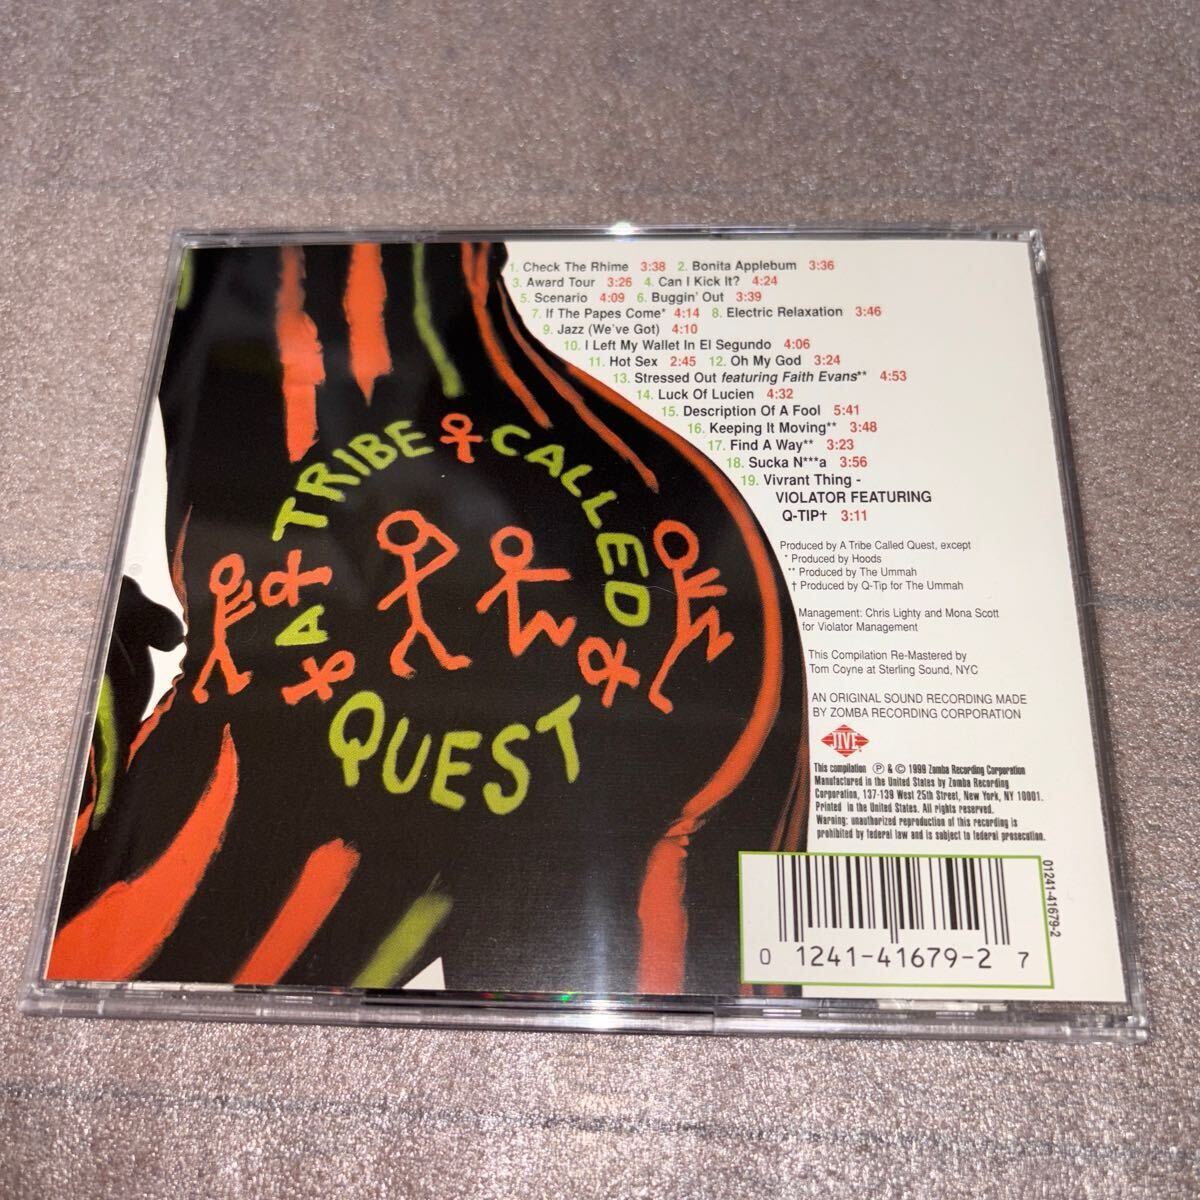 1. Check The Rhime 3:38 2. Bonita Applebum 3:36
3. Award Tour 3:26 4. Can I Kick It? 4:24
5. Scenario 4:09 6. Buggin' Out 3:39
7. If The Papes Come* 4:14 8. Electric Relaxation 3:46
9. Jazz (We've Got) 4:10
10. I Left My Wallet In El Segundo 4:06
11. Hot Sex 2:45 12. Oh My God 3:24
13. Stressed Out featuring Faith Evans** 4:53
14. Luck Of Lucien 4:32
15. Description Of A Fool 5:41
16. Keeping It Moving** 3:48
17. Find A Way** 3:23
18. Sucka N***a 3:56
19. Vivrant Thing -
VIOLATOR FEATURING
Q-TIP† 3:11
A TRIBE CALLED
QUEST
Produced by A Tribe Called Quest, except
* Produced by Hoods
** Produced by The Ummah
† Produced by Q-Tip for The Ummah
Management: Chris Lighty and Mona Scott
for Violator Management
This Compilation Re-Mastered by
Tom Coyne at Sterling Sound, NYC
AN ORIGINAL SOUND RECORDING MADE
BY ZOMBA RECORDING CORPORATION
JIVE
This compilation ℗ & © 1999 Zomba Recording Corporation
Manufactured in the United States by Zomba Recording
Corporation, 137-139 West 25th Street, New York, NY 10001.
Printed in the United States. All rights reserved.
Warning: unauthorized reproduction of this recording is
prohibited by federal law and is subject to federal prosecution.
01241-41679-2
0 1241-41679-2 7